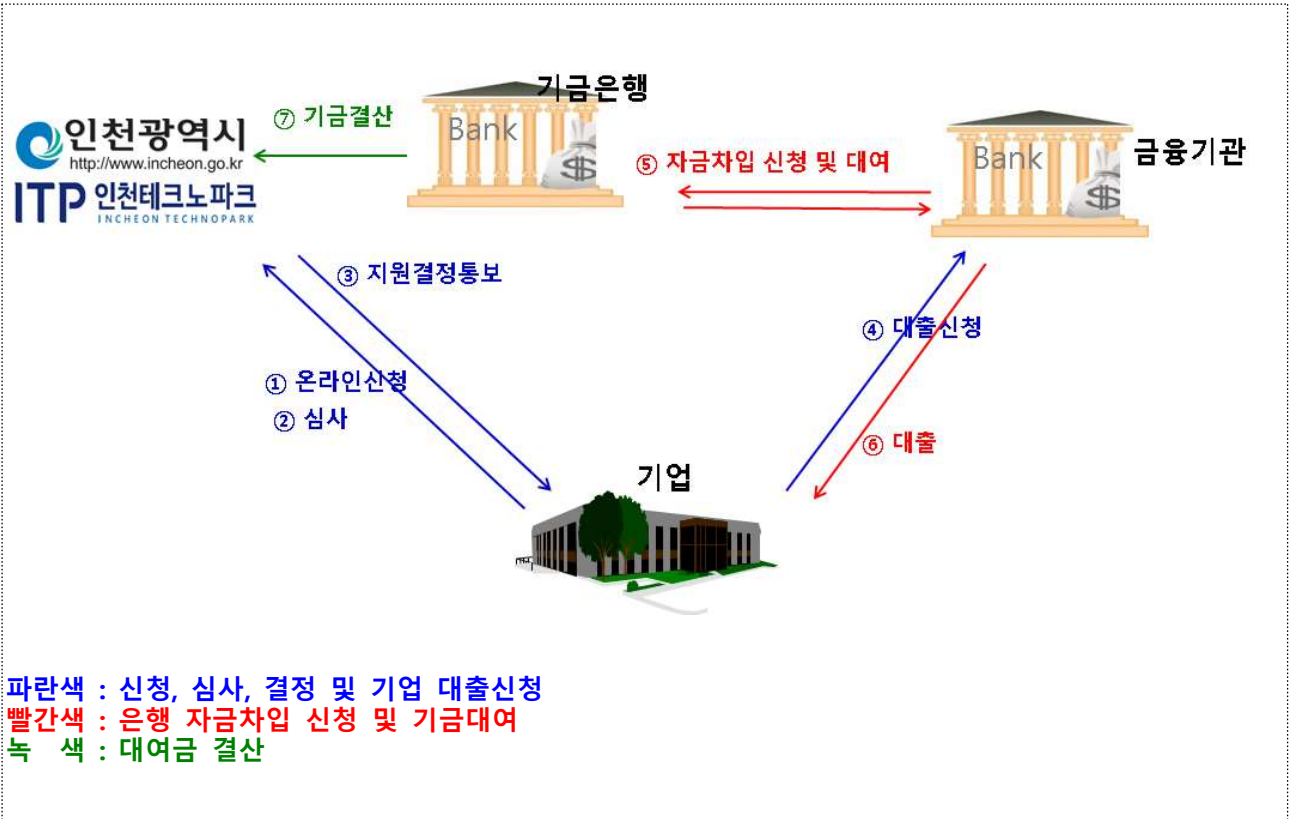 기금은행
Bank
⑦ 기금결산
인천광역시
http://www.incheon.go.kr
ITP 인천테크노파크
INCHEON TECHNOPARK
⑤ 자금차입 신청 및 대여
Bank
금융기관
$
$
③ 지원결정통보
④ 대출신청
① 온라인신청
② 심사
⑥ 대출
기업
파란색 : 신청, 심사, 결정 및 기업 대출신청
빨간색 : 은행 자금차입 신청 및 기금대여
녹 색 : 대여금 결산